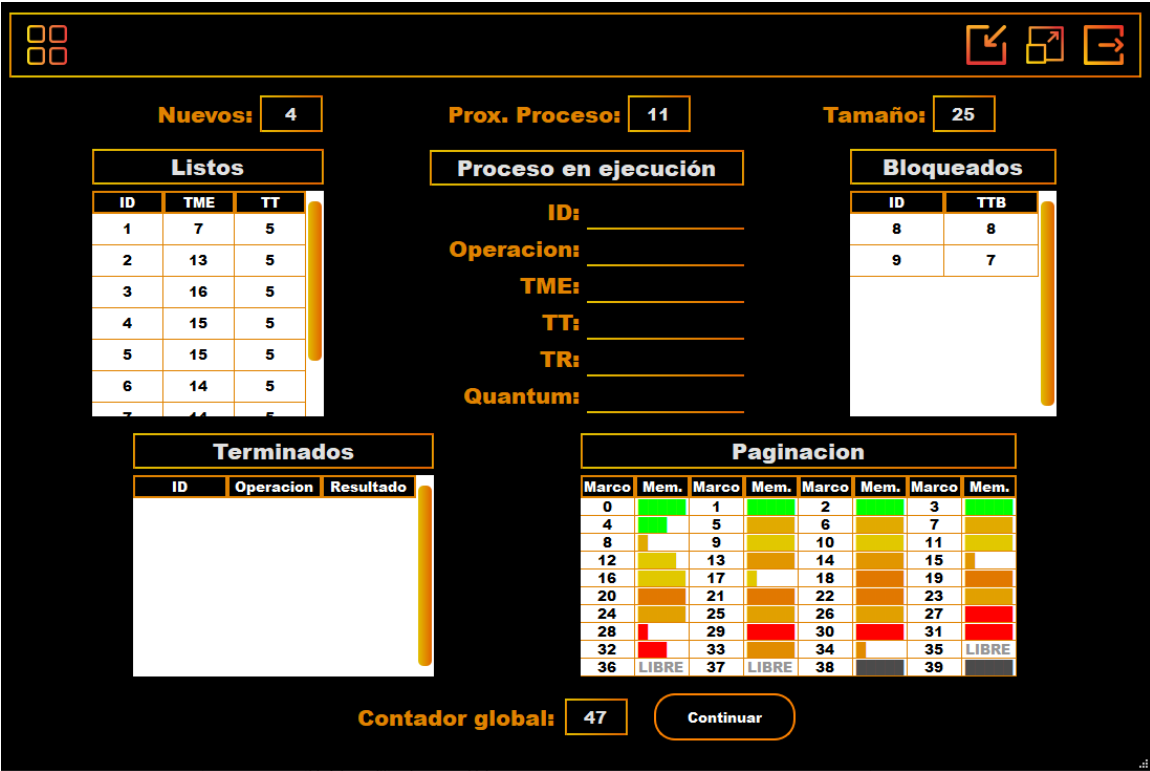 Nuevos: 4 Prox. Proceso: 11 Tamaño: 25
Listos
ID TME TT
1 7 5
2 13 5
3 16 5
4 15 5
5 15 5
6 14 5
7 14 5
Proceso en ejecución
ID:
Operacion:
TME:
TT:
TR:
Quantum:
Bloqueados
ID TTB
8 8
9 7
Terminados
ID Operacion Resultado
Paginacion
Marco Mem. Marco Mem. Marco Mem. Marco Mem.
0 1 2 3
4 5 6 7
8 9 10 11
12 13 14 15
16 17 18 19
20 21 22 23
24 25 26 27
28 29 30 31
32 33 34 35 LIBRE
36 LIBRE 37 LIBRE 38 39
Contador global: 47 Continuar